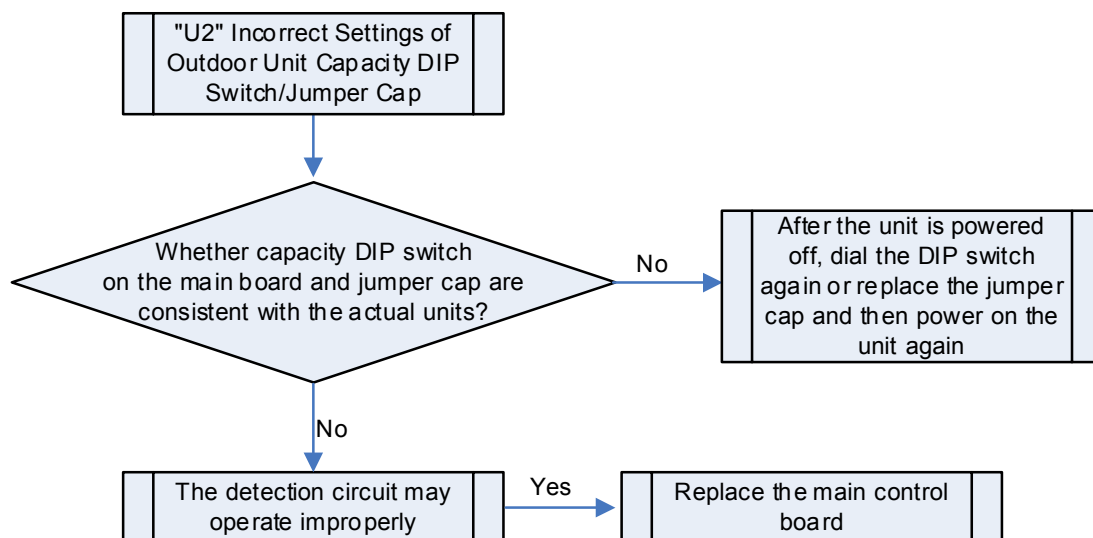 "U2" Incorrect Settings of
Outdoor Unit Capacity DIP
Switch/Jumper Cap
Whether capacity DIP switch
on the main board and jumper cap are
consistent with the actual units?
No
After the unit is powered
off, dial the DIP switch
again or replace the jumper
cap and then power on the
unit again
No
The detection circuit may
operate improperly
Yes
Replace the main control
board